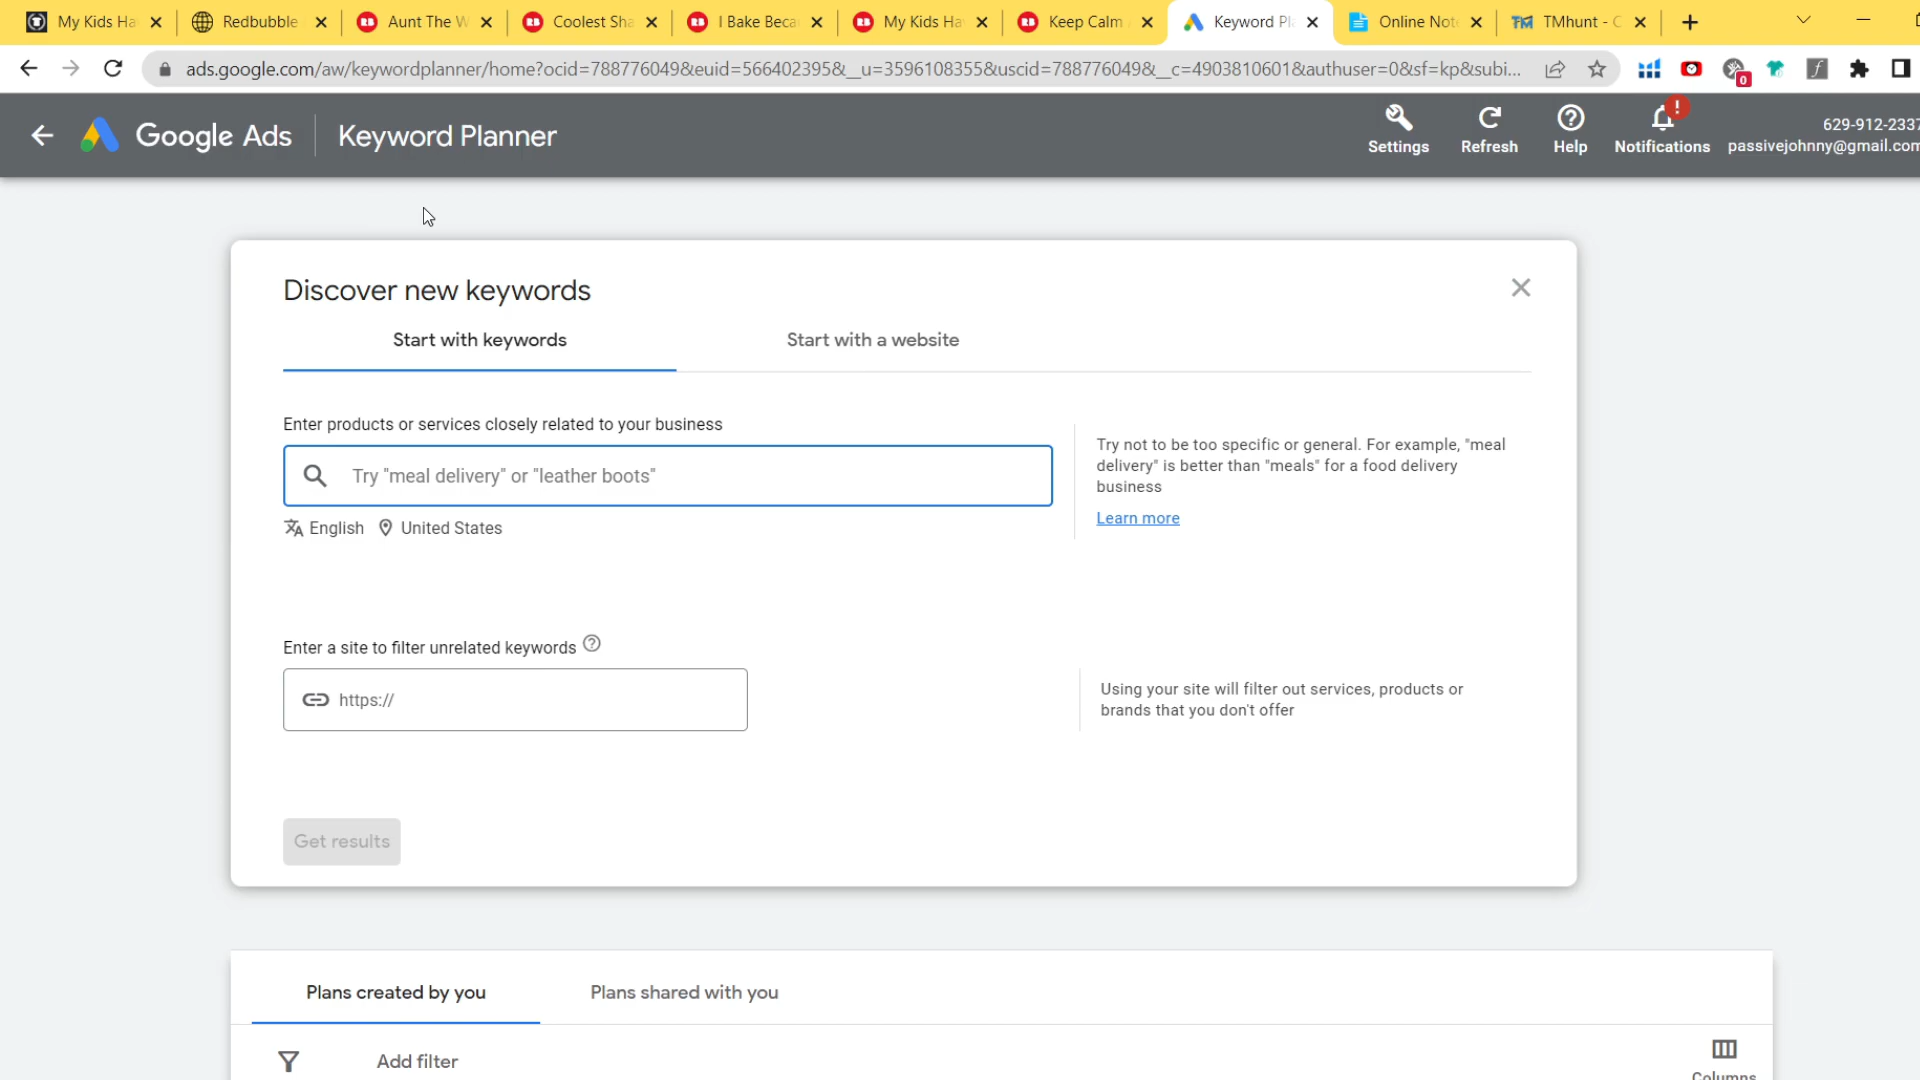 My Kids Ha
Redbubble
Aunt The W
Coolest Sha
I Bake Beca
My Kids Ha
Keep Calm
Keyword Pl
Online Not
TMhunt - C
ads.google.com/aw/keywordplanner/home?ocid=788776049&euid=566402395&__u=3596108355&uscid=788776049&__c=4903810601&authuser=0&sf=kp&subi...
0
Google Ads
Keyword Planner
Settings
Refresh
Help
Notifications
629-912-2337
passivejohnny@gmail.com
Discover new keywords
Start with keywords
Start with a website
Enter products or services closely related to your business
Try "meal delivery" or "leather boots"
English
United States
Try not to be too specific or general. For example, "meal
delivery" is better than "meals" for a food delivery
business
Learn more
Enter a site to filter unrelated keywords
https://
Using your site will filter out services, products or
brands that you don't offer
Get results
Plans created by you
Plans shared with you
Add filter
Columns